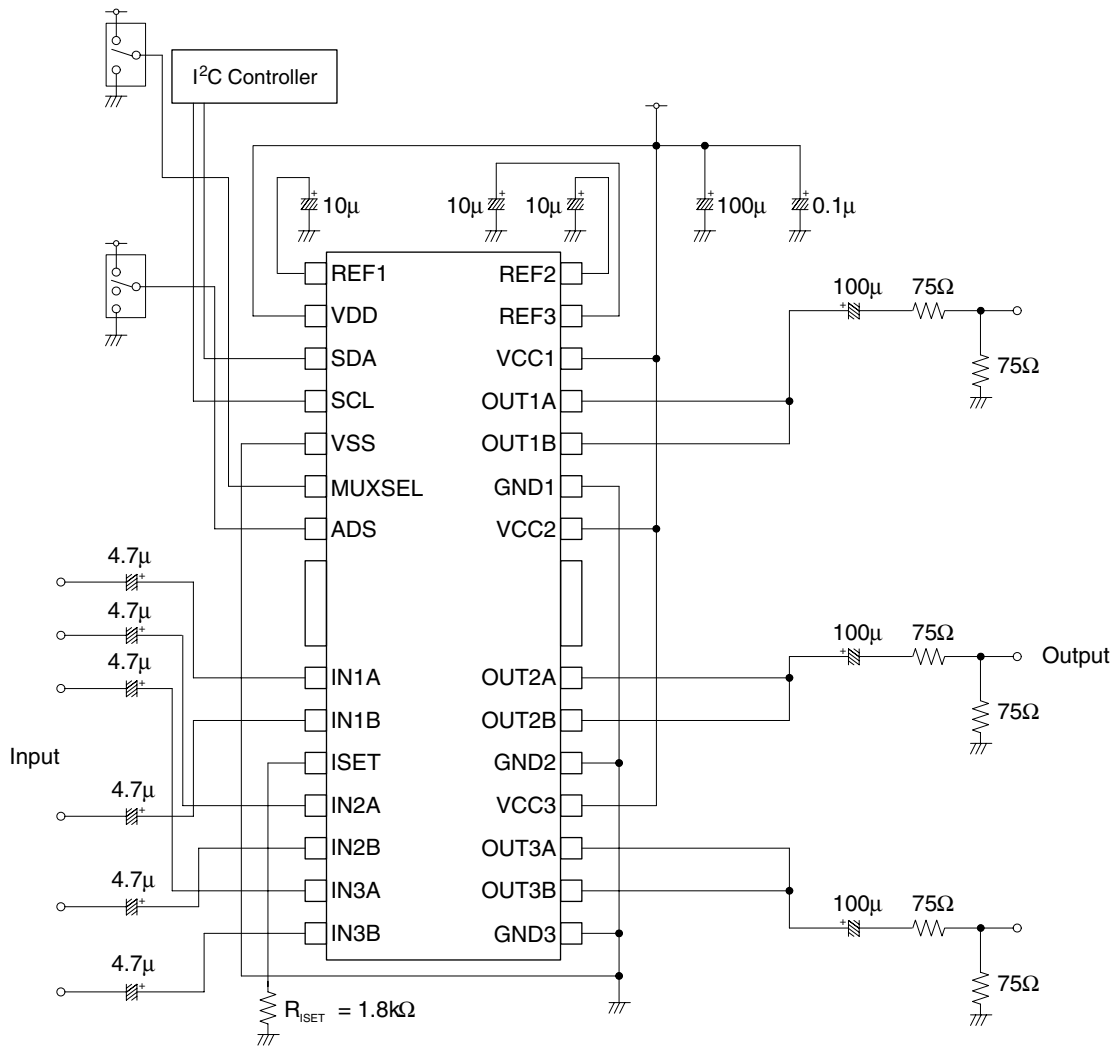 I²C Controller
10µ
10µ
10µ
100µ
0.1µ
REF1
REF2
VDD
REF3
SDA
VCC1
SCL
OUT1A
VSS
OUT1B
MUXSEL
GND1
ADS
VCC2
100µ
75Ω
75Ω
4.7µ
4.7µ
4.7µ
IN1A
OUT2A
IN1B
OUT2B
ISET
GND2
IN2A
VCC3
IN2B
OUT3A
IN3A
OUT3B
IN3B
GND3
100µ
75Ω
Output
75Ω
Input
4.7µ
4.7µ
4.7µ
100µ
75Ω
75Ω
RISET = 1.8kΩ